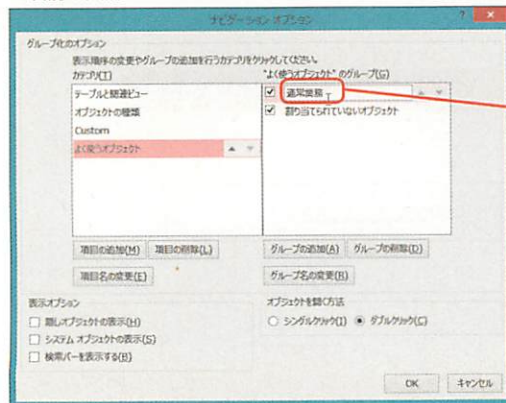 ナビゲーション オプション
グループ化のオプション
表示順序の変更やグループの追加を行うカテゴリをクリックしてください。
カテゴリ(T)
"よく使うオブジェクト" のグループ(G)
テーブルと関連ビュー
オブジェクトの種類
Custom
よく使うオブジェクト
通常業務
割り当てられていないオブジェクト
項目の追加(M)
項目の削除(L)
グループの追加(A)
グループの削除(D)
項目名の変更(E)
グループ名の変更(R)
表示オプション
オブジェクトを開く方法
隠しオブジェクトの表示(H)
シングルクリック(I)
ダブルクリック(C)
システム オブジェクトの表示(S)
検索バーを表示する(B)
OK
キャンセル